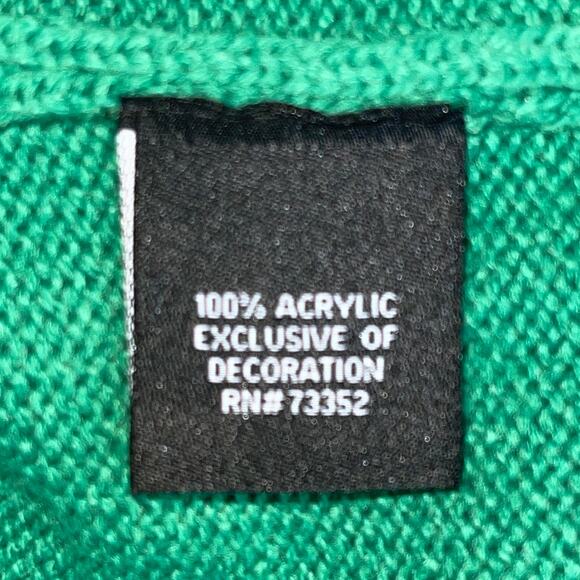 100% ACRYLIC
EXCLUSIVE OF
DECORATION
RN# 73352